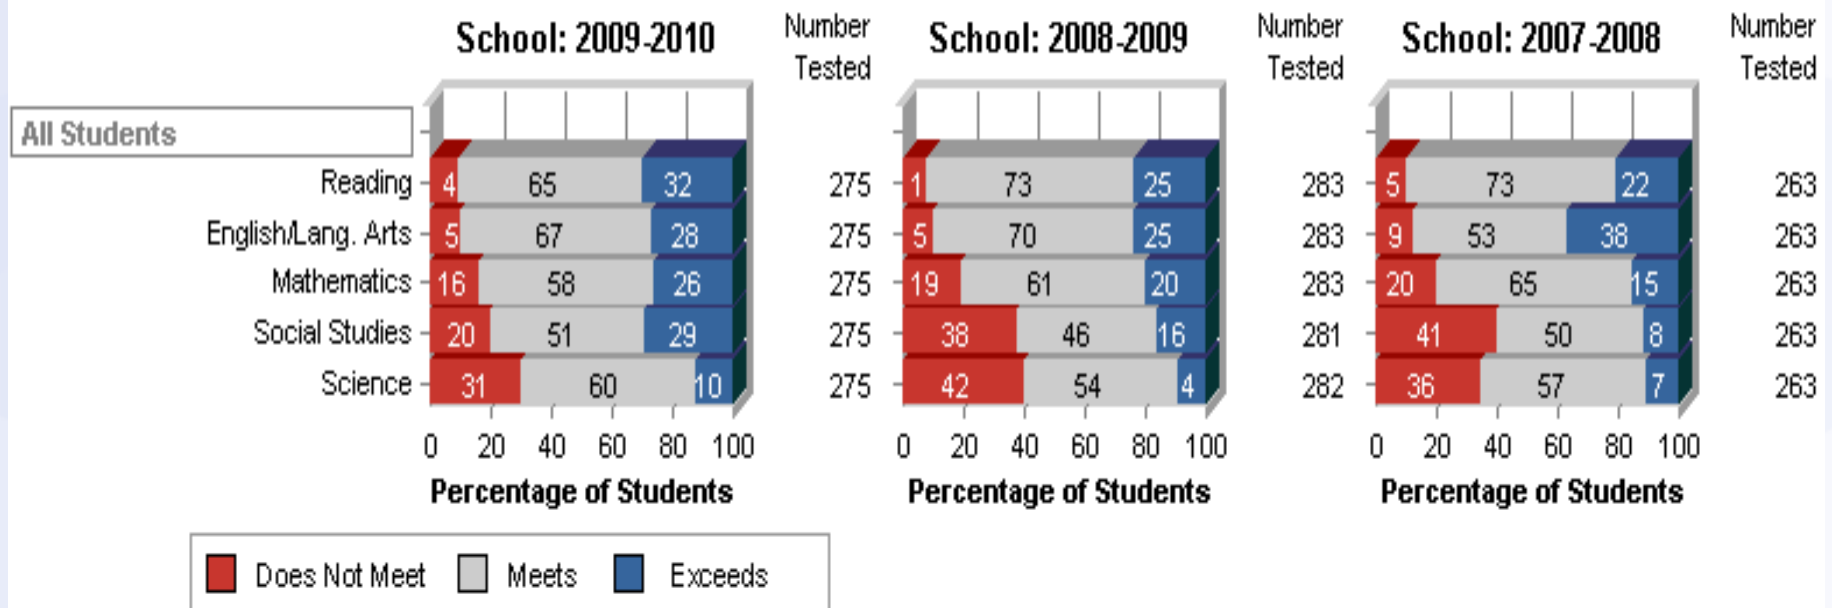 School: 2009-2010 Number Tested School: 2008-2009 Number Tested School: 2007-2008 Number Tested
All Students
Reading 4 65 32 275 1 73 25 283 5 73 22 263
English/Lang. Arts 5 67 28 275 5 70 25 283 9 53 38 263
Mathematics 16 58 26 275 19 61 20 283 20 65 15 263
Social Studies 20 51 29 275 38 46 16 281 41 50 8 263
Science 31 60 10 275 42 54 4 282 36 57 7 263
0 20 40 60 80 100 0 20 40 60 80 100 0 20 40 60 80 100
Percentage of Students Percentage of Students Percentage of Students
Does Not Meet Meets Exceeds